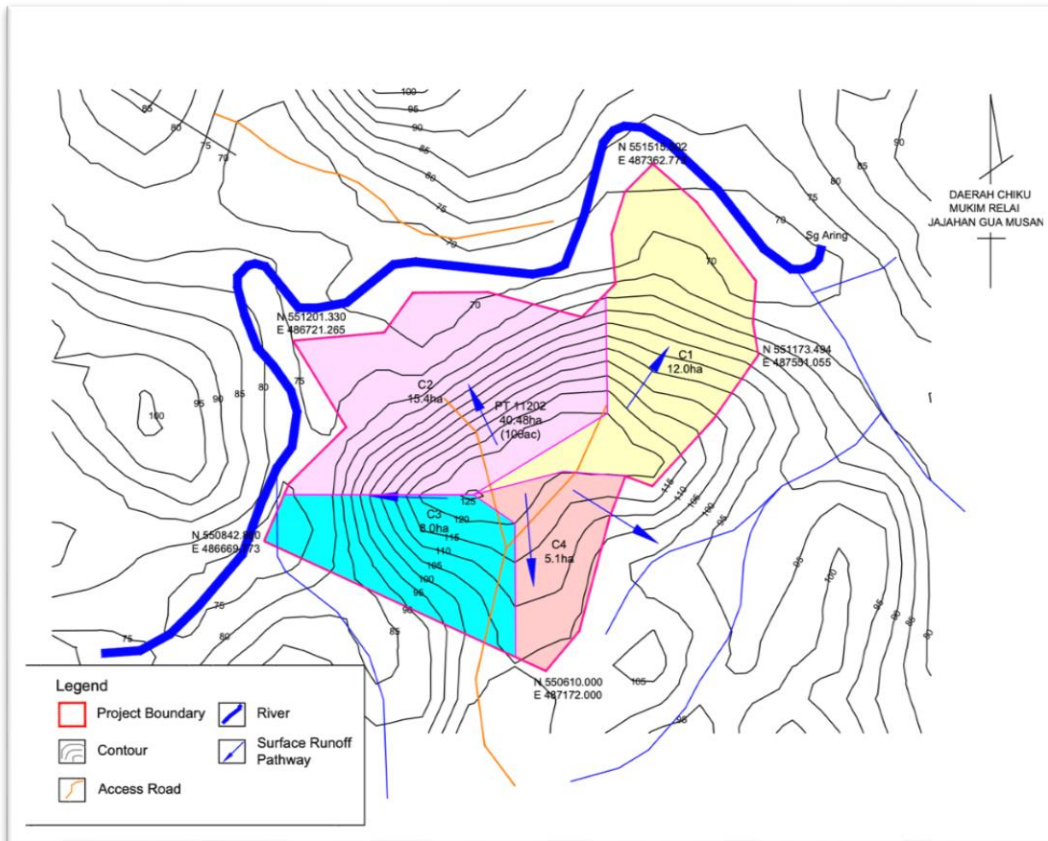 85
80
75
70
100
95
90
85
80
75
70
N 551515.
E 487362.77
90
85
80
75
70
Sg Aring
DAERAH CHIKU
MUKIM RELAI
JAJAHAN GUA MUSAN
N 551201.330
E 486721.265
70
70
N 551173.494
E 487551.055
C1
12.0ha
C2
15.4ha
PT 11202
40.48ha
(100ac)
100
95
90
85
80
75
115
110
105
100
95
125
120
115
110
105
100
95
90
85
C3
8.0ha
C4
5.1ha
N 550842.
E 486669.
75
80
75
95
100
95
90
85
80
105
95
N 550610.000
E 487172.000
Legend
Project Boundary
River
Contour
Surface Runoff
Pathway
Access Road